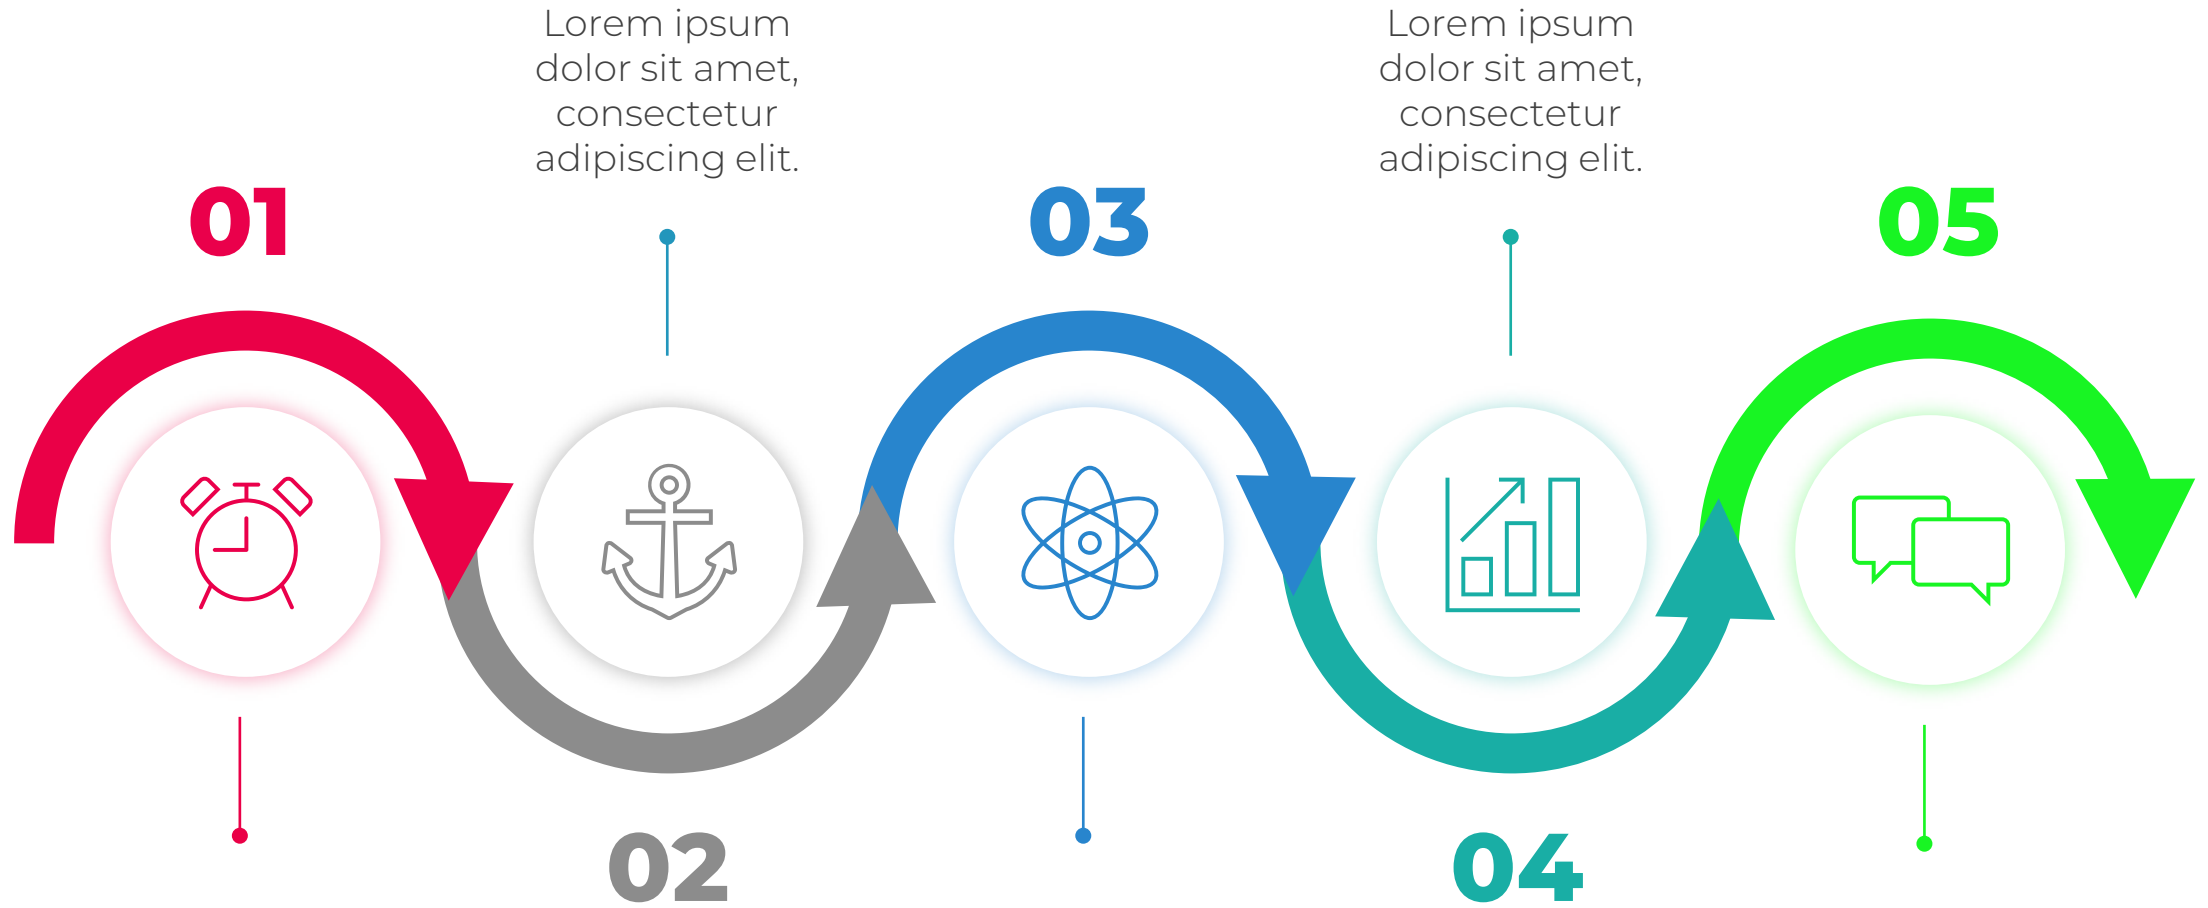 Lorem ipsum
dolor sit amet,
consectetur
adipiscing elit.
Lorem ipsum
dolor sit amet,
consectetur
adipiscing elit.
01
03
05
02
04